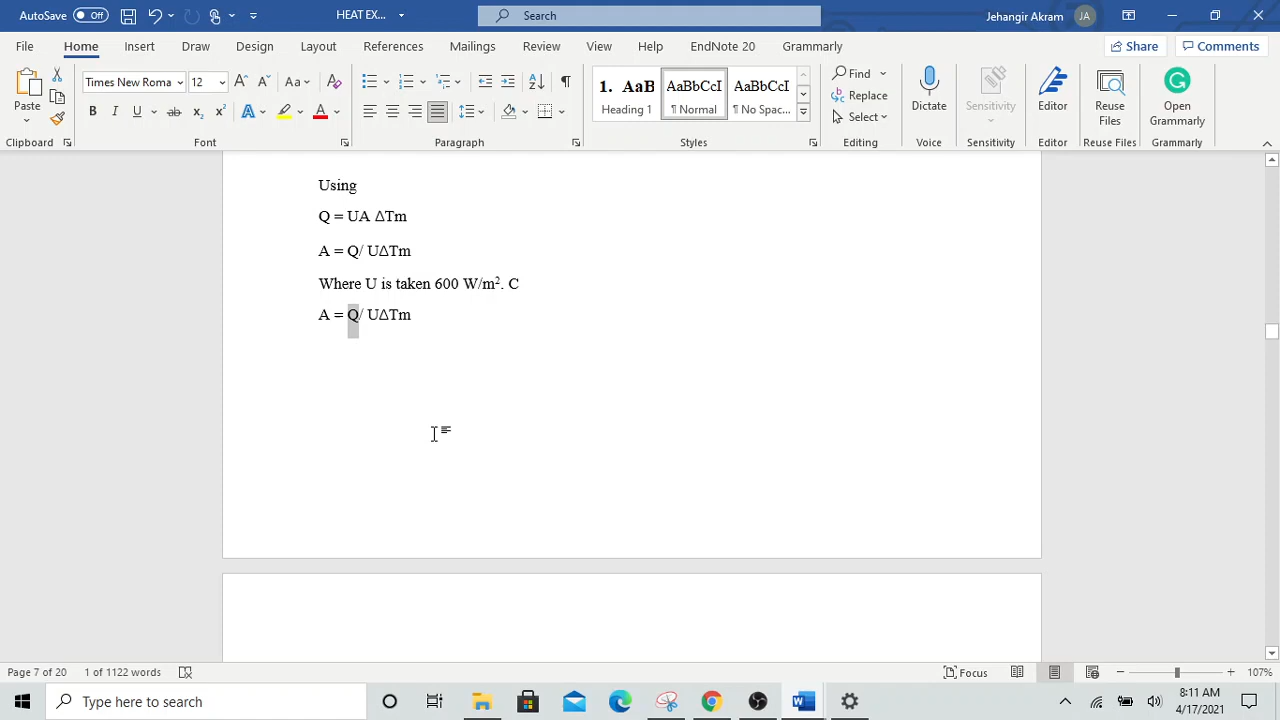 AutoSave Off HEAT EX... Search Jehangir Akram JA
File Home Insert Draw Design Layout References Mailings Review View Help EndNote 20 Grammarly Share Comments
Paste
Clipboard
Times New Roma 12 Aa
B I U ab x₂ x² A A
Font
Paragraph
1. AaB AaBbCcI AaBbCcI
Heading 1 ¶ Normal ¶ No Spac...
Styles
Find
Replace
Select
Editing
Dictate
Voice
Sensitivity
Sensitivity
Editor
Editor
Reuse
Files
Reuse Files
Open
Grammarly
Grammarly
Using
Q = UA ΔTm
A = Q/ UΔTm
Where U is taken 600 W/m². C
A = Q/ UΔTm
Page 7 of 20 1 of 1122 words Focus 107%
Type here to search
8:11 AM
4/17/2021